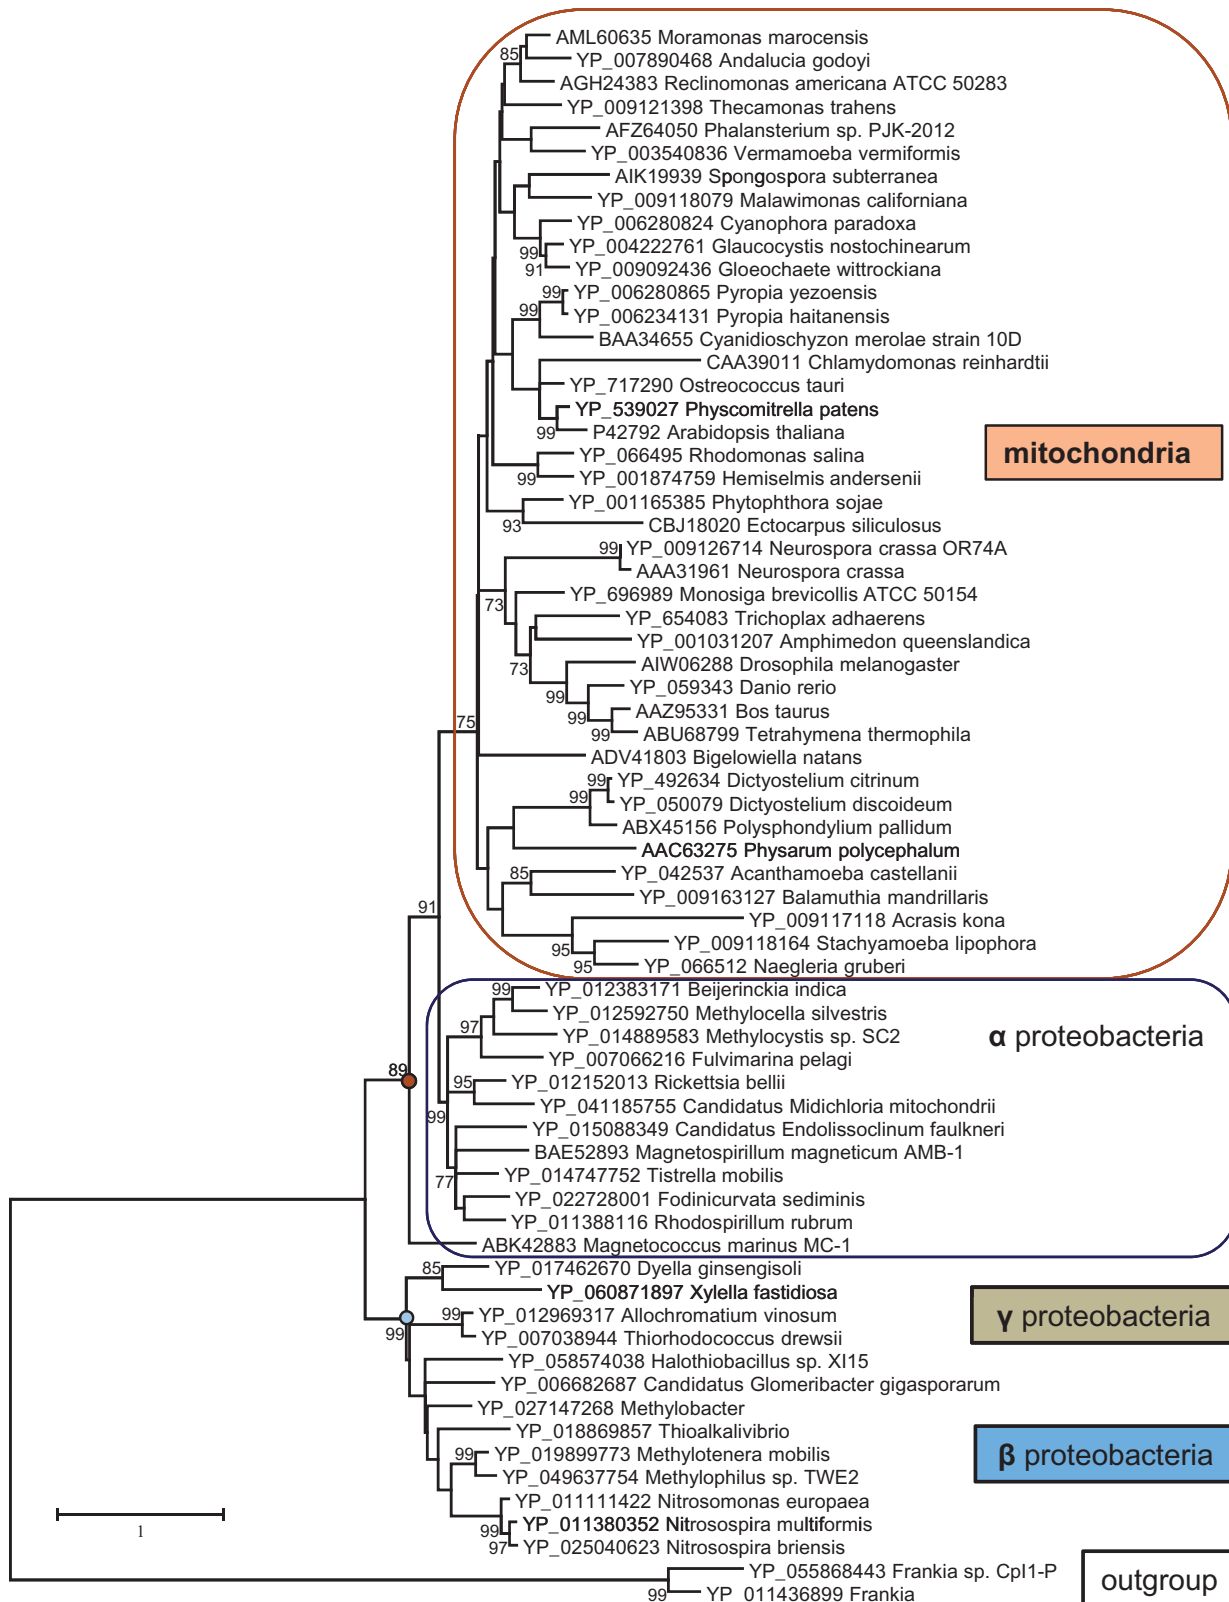 AML60635 Moramonas marocensis
85
YP_007890468 Andalucia godoyi
AGH24383 Reclinomonas americana ATCC 50283
YP_009121398 Thecamonas trahens
AFZ64050 Phalansterium sp. PJK-2012
YP_003540836 Vermamoeba vermiformis
AIK19939 Spongospora subterranea
YP_009118079 Malawimonas californiana
YP_006280824 Cyanophora paradoxa
YP_004222761 Glaucocystis nostochinearum
99
YP_009092436 Gloeochaete wittrockiana
91
99 YP_006280865 Pyropia yezoensis
99 YP_006234131 Pyropia haitanensis
BAA34655 Cyanidioschyzon merolae strain 10D
CAA39011 Chlamydomonas reinhardtii
YP_717290 Ostreococcus tauri
YP_539027 Physcomitrella patens
99 P42792 Arabidopsis thaliana
mitochondria
YP_066495 Rhodomonas salina
99 YP_001874759 Hemiselmis andersenii
YP_001165385 Phytophthora sojae
93 CBJ18020 Ectocarpus siliculosus
99 YP_009126714 Neurospora crassa OR74A
AAA31961 Neurospora crassa
YP_696989 Monosiga brevicollis ATCC 50154
73
YP_654083 Trichoplax adhaerens
YP_001031207 Amphimedon queenslandica
73 AIW06288 Drosophila melanogaster
YP_059343 Danio rerio
99
AAZ95331 Bos taurus
99
75
99 ABU68799 Tetrahymena thermophila
ADV41803 Bigelowiella natans
99 YP_492634 Dictyostelium citrinum
99 YP_050079 Dictyostelium discoideum
ABX45156 Polysphondylium pallidum
AAC63275 Physarum polycephalum
85 YP_042537 Acanthamoeba castellanii
YP_009163127 Balamuthia mandrillaris
91
YP_009117118 Acrasis kona
YP_009118164 Stachyamoeba lipophora
95
95 YP_066512 Naegleria gruberi
99 YP_012383171 Beijerinckia indica
YP_012592750 Methylocella silvestris
97
YP_014889583 Methylocystis sp. SC2
α proteobacteria
YP_007066216 Fulvimarina pelagi
89
95 YP_012152013 Rickettsia bellii
YP_041185755 Candidatus Midichloria mitochondrii
99
YP_015088349 Candidatus Endolissoclinum faulkneri
BAE52893 Magnetospirillum magneticum AMB-1
YP_014747752 Tistrella mobilis
77
YP_022728001 Fodinicurvata sediminis
YP_011388116 Rhodospirillum rubrum
ABK42883 Magnetococcus marinus MC-1
85 YP_017462670 Dyella ginsengisoli
YP_060871897 Xylella fastidiosa
99 YP_012969317 Allochromatium vinosum
γ proteobacteria
99 YP_007038944 Thiorhodococcus drewsii
YP_058574038 Halothiobacillus sp. XI15
YP_006682687 Candidatus Glomeribacter gigasporarum
YP_027147268 Methylobacter
YP_018869857 Thioalkalivibrio
99 YP_019899773 Methylotenera mobilis
β proteobacteria
YP_049637754 Methylophilus sp. TWE2
YP_011111422 Nitrosomonas europaea
1
99 YP_011380352 Nitrosospira multiformis
97 YP_025040623 Nitrosospira briensis
YP_055868443 Frankia sp. CpI1-P
outgroup
99 YP_011436899 Frankia